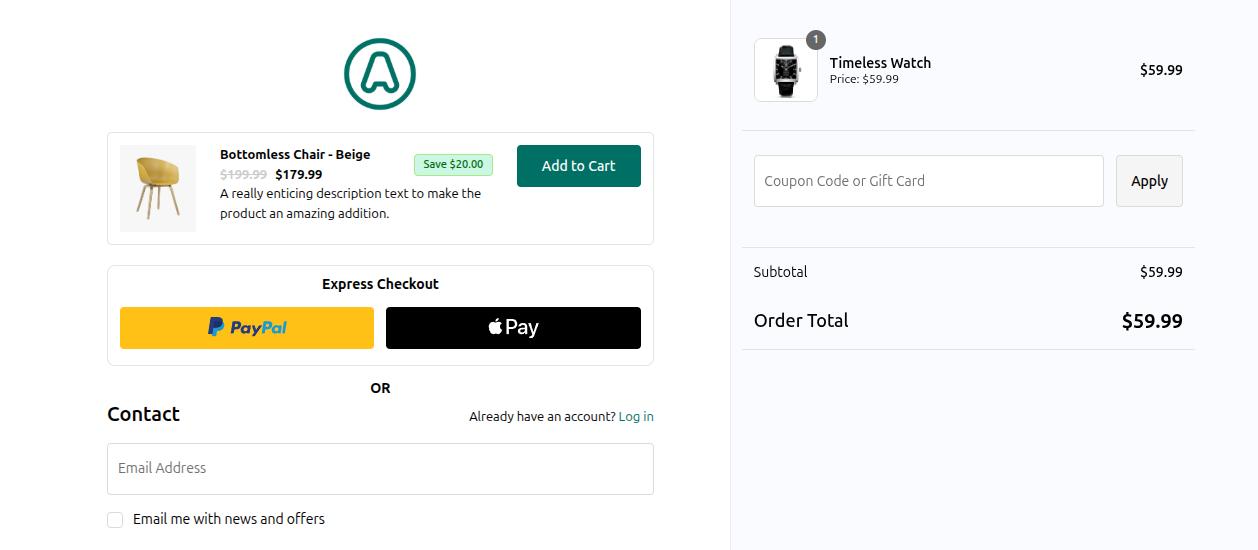 Bottomless Chair - Beige
$199.99 $179.99
Save $20.00
A really enticing description text to make the
product an amazing addition.
Add to Cart
Express Checkout
PayPal
Pay
OR
Contact
Already have an account? Log in
Email Address
Email me with news and offers
1
Timeless Watch
Price: $59.99
$59.99
Coupon Code or Gift Card
Apply
Subtotal
$59.99
Order Total
$59.99